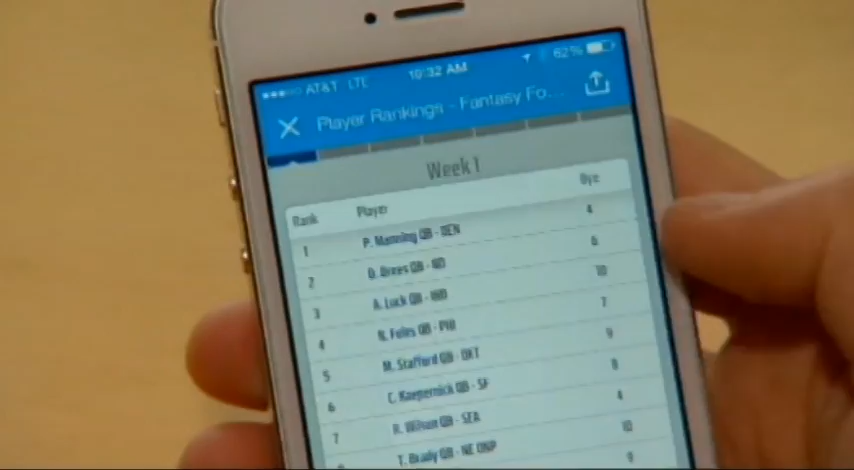 AT&T LTE 10:32 AM 62%
Player Rankings - Fantasy Fo...
Week 1
Rank Player Bye
1 P. Manning QB - DEN 4
2 D. Brees QB - NO 6
3 A. Luck QB - IND 10
4 N. Foles QB - PHI 7
5 M. Stafford QB - DET 9
6 C. Kaepernick QB - SF 8
7 R. Wilson QB - SEA 4
T. Brady QB - NE 10
9